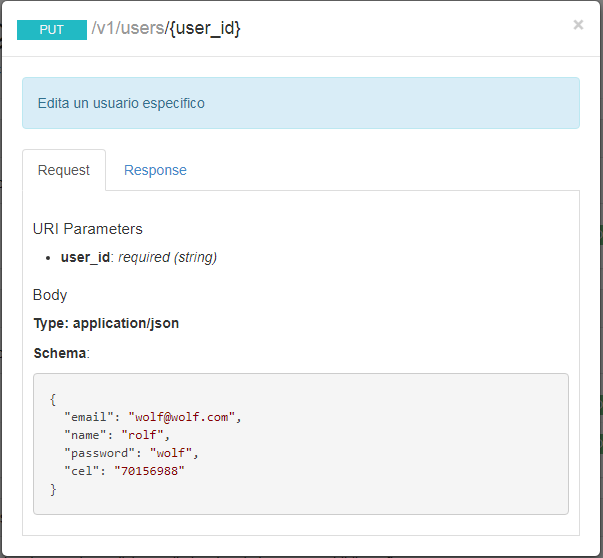 PUT /v1/users/{user_id} ×
Edita un usuario especifico
Request Response
URI Parameters
• user_id: required (string)
Body
Type: application/json
Schema:
{
"email": "wolf@wolf.com",
"name": "rolf",
"password": "wolf",
"cel": "70156988"
}